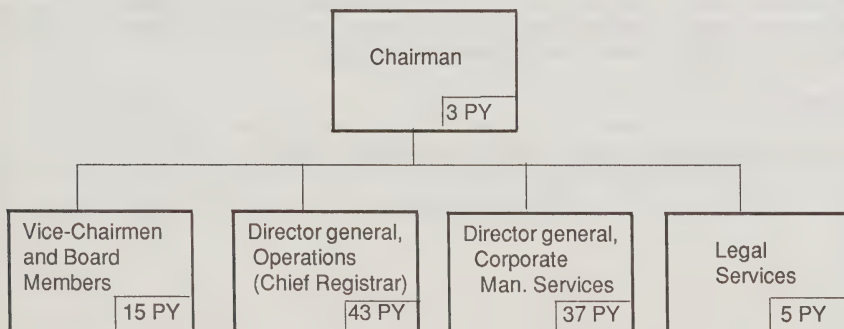 Chairman
3 PY
Vice-Chairmen
and Board
Members
15 PY
Director general,
Operations
(Chief Registrar)
43 PY
Director general,
Corporate
Man. Services
37 PY
Legal
Services
5 PY